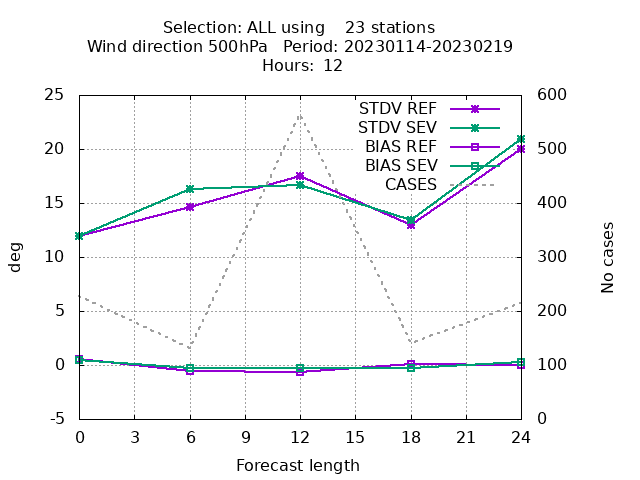 Selection: ALL using    23 stations
Wind direction 500hPa   Period: 20230114-20230219
Hours:  12
STDV REF
STDV SEV
BIAS REF
BIAS SEV
CASES
25
20
15
10
5
0
-5
deg
600
500
400
300
200
100
0
No cases
0 3 6 9 12 15 18 21 24
Forecast length